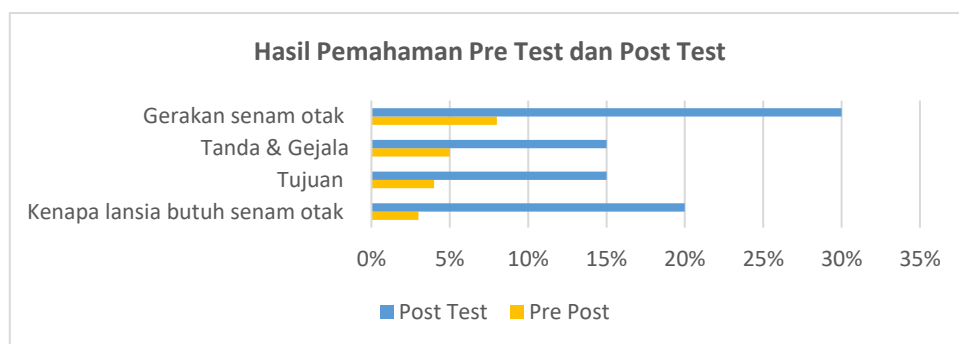 Hasil Pemahaman Pre Test dan Post Test
Gerakan senam otak
Tanda & Gejala
Tujuan
Kenapa lansia butuh senam otak
0% 5% 10% 15% 20% 25% 30% 35%
Post Test Pre Post